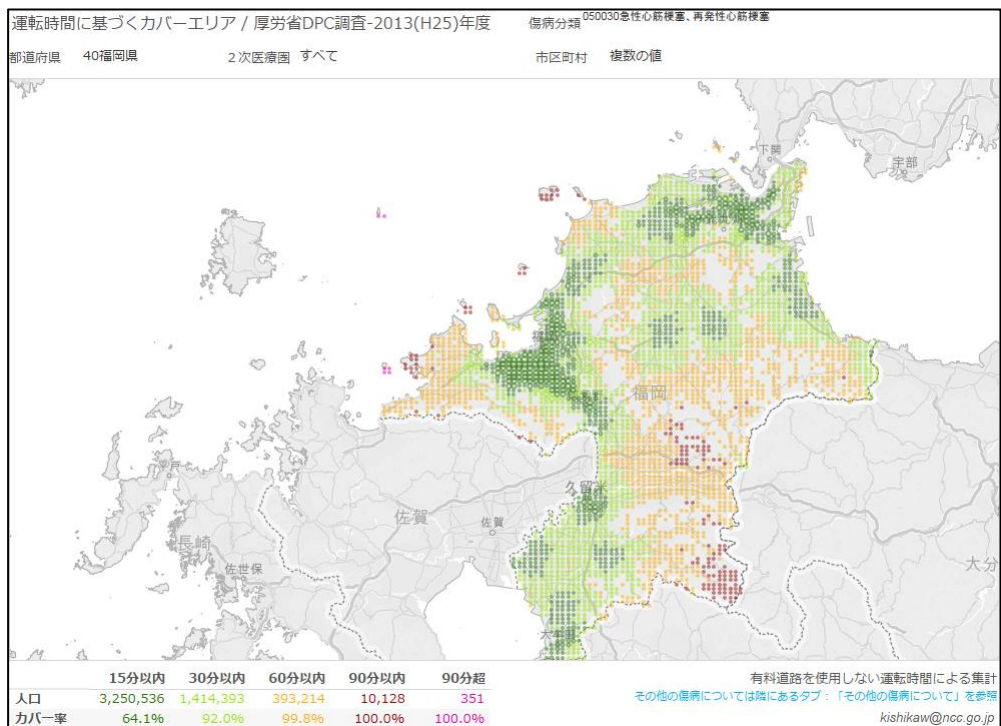 運転時間に基づくカバーエリア / 厚労省DPC調査-2013(H25)年度
傷病分類 050030急性心筋梗塞、再発性心筋梗塞
都道府県 40福岡県 2次医療圏 すべて 市区町村 複数の値
下関
宇部
福岡
久留米
佐賀
佐賀
長崎
佐世保
大分
大牟田
15分以内 30分以内 60分以内 90分以内 90分超
人口 3,250,536 1,414,393 393,214 10,128 351
カバー率 64.1% 92.0% 99.8% 100.0% 100.0%
有料道路を使用しない運転時間による集計
その他の傷病については隣にあるタブ:「その他の傷病について」を参照
kishikaw@ncc.go.jp